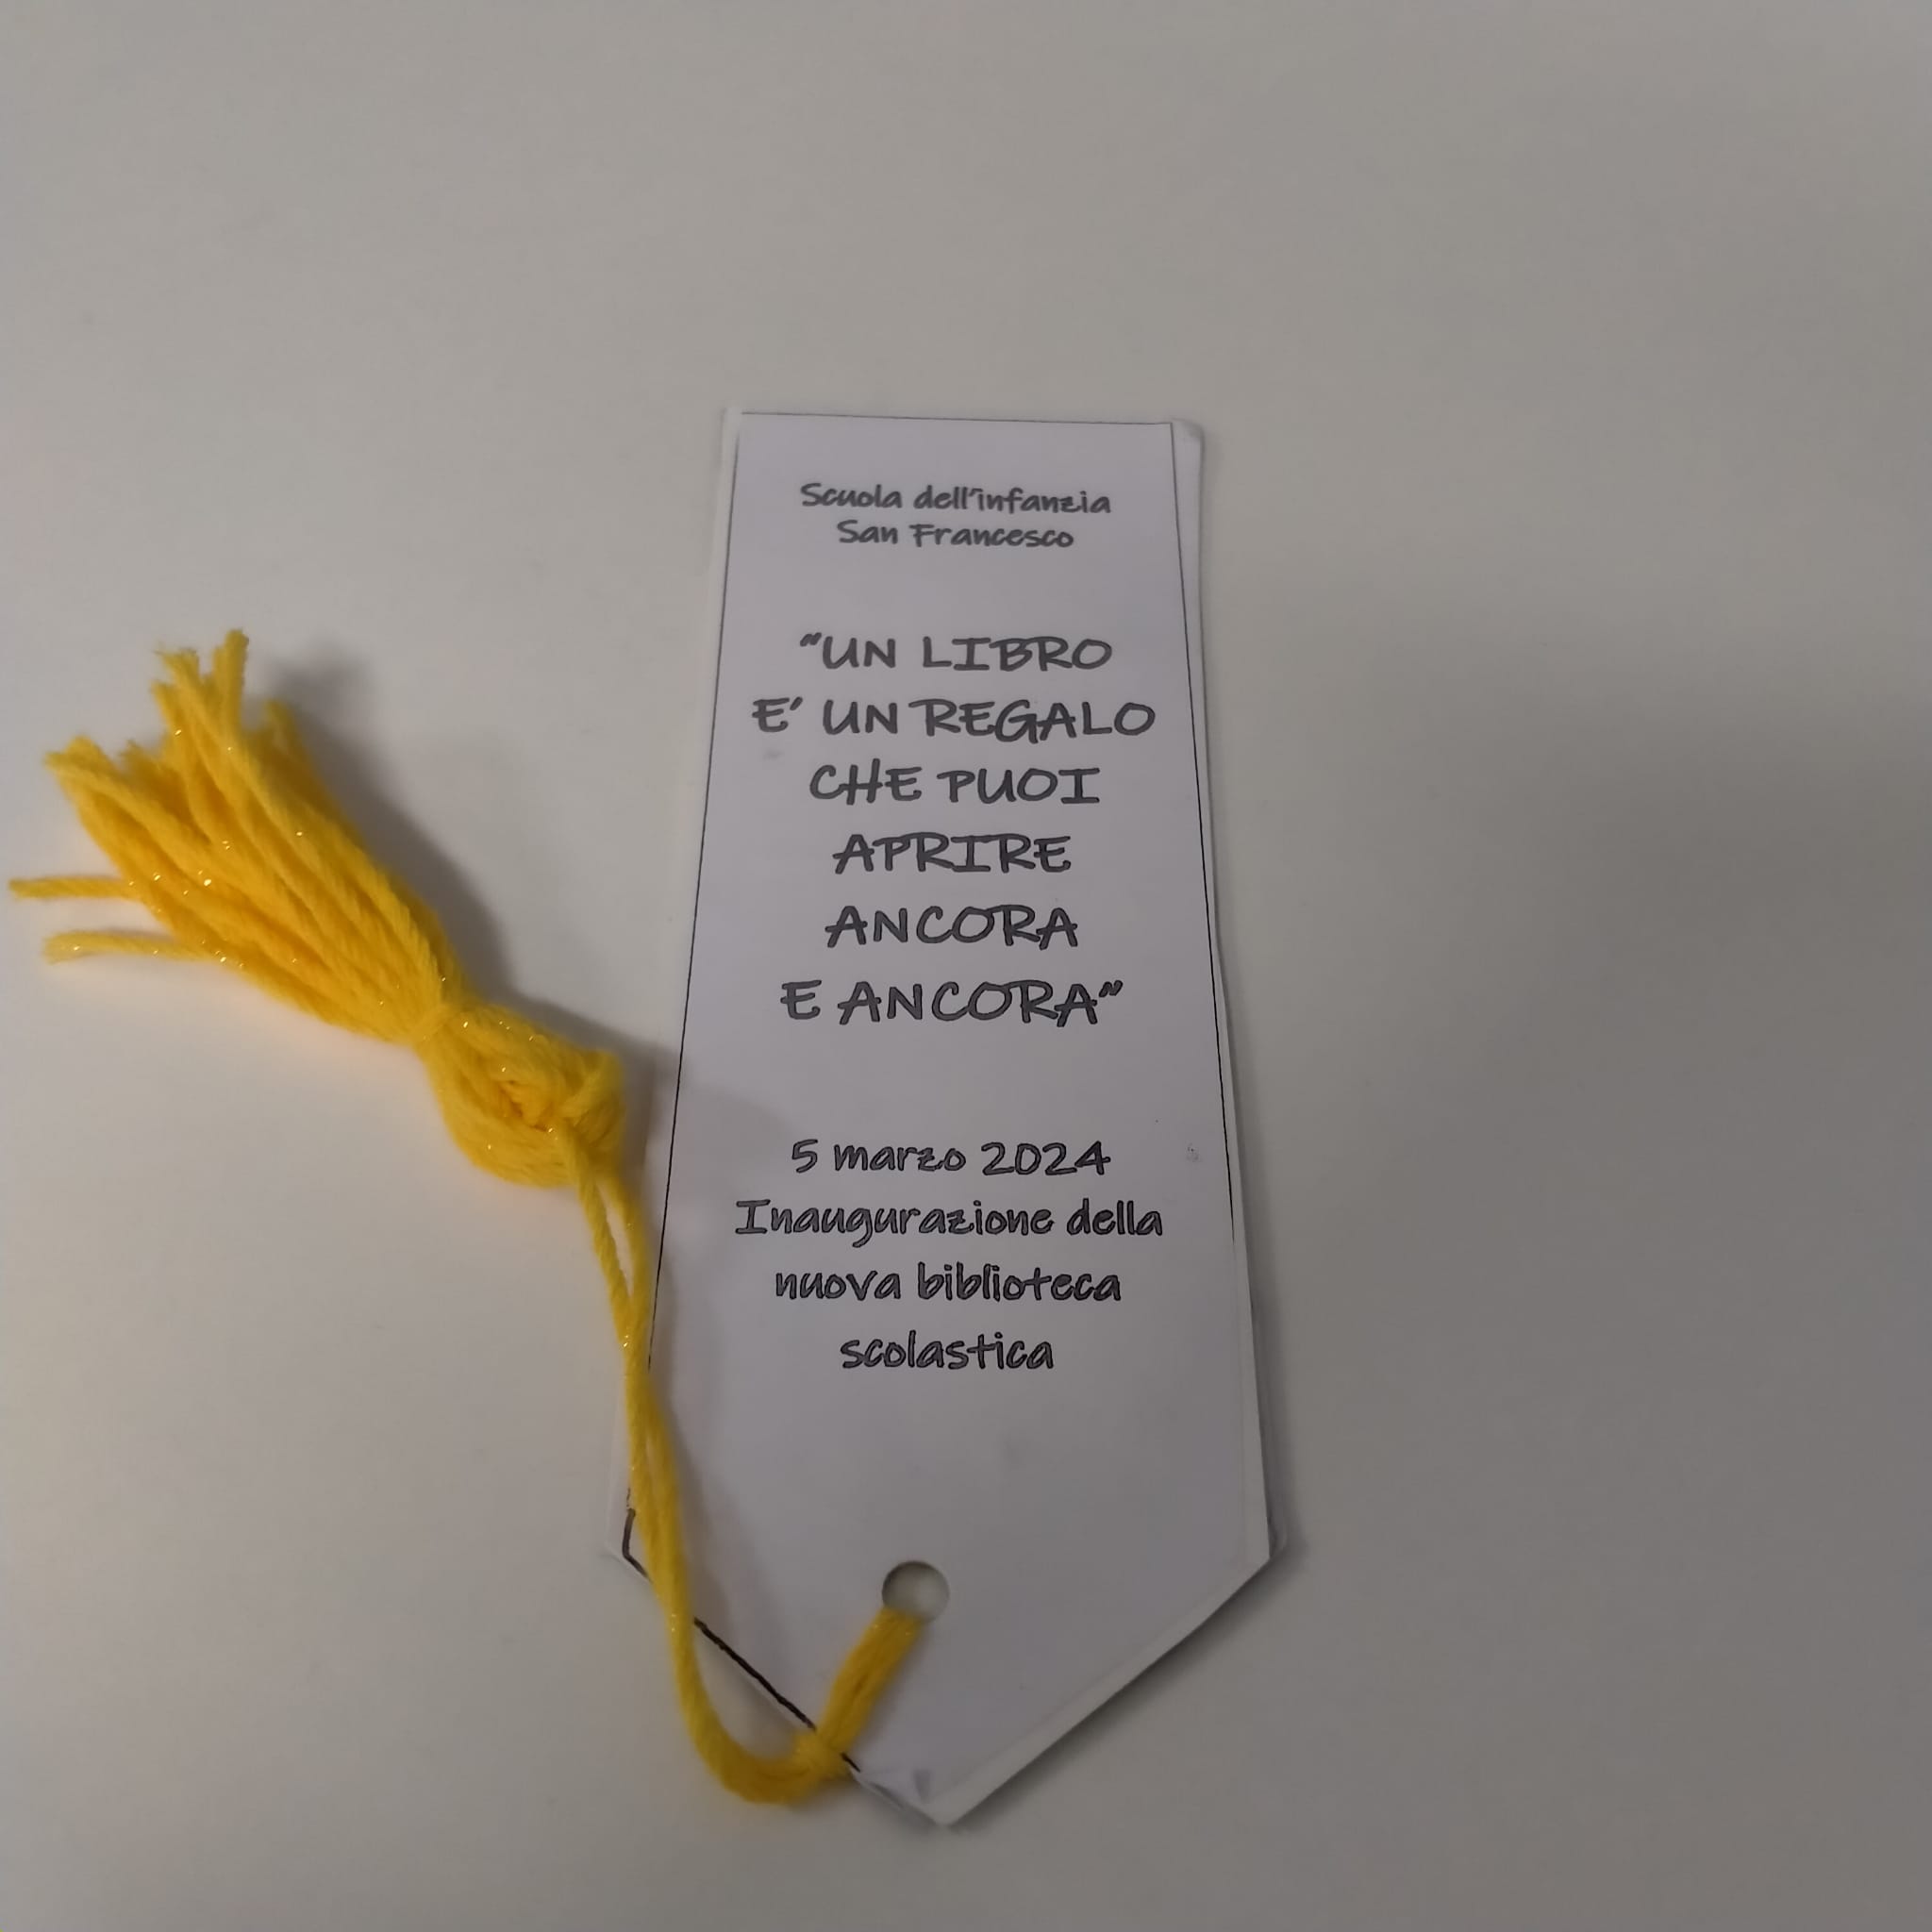 Scuola dell'infanzia
San Francesco
"UN LIBRO
E' UN REGALO
CHE PUOI
APRIRE
ANCORA
E ANCORA"
5 marzo 2024
Inaugurazione della
nuova biblioteca
scolastica